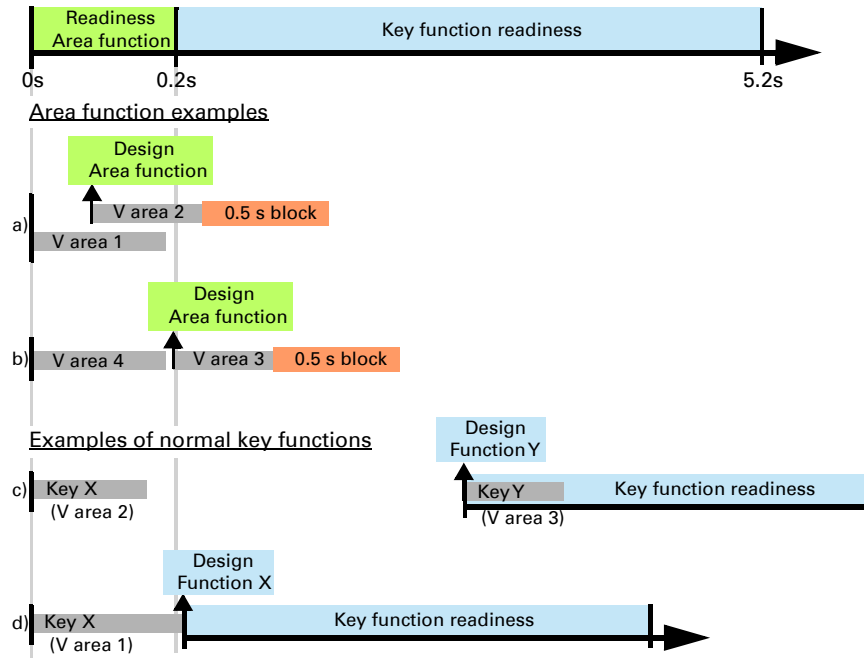 Readiness
Area function
Key function readiness
0s
0.2s
5.2s
Area function examples
Design
Area function
a)
V area 2
0.5 s block
V area 1
Design
Area function
b)
V area 4
V area 3
0.5 s block
Examples of normal key functions
Design
Function Y
c)
Key X
(V area 2)
Key Y
(V area 3)
Key function readiness
Design
Function X
d)
Key X
(V area 1)
Key function readiness